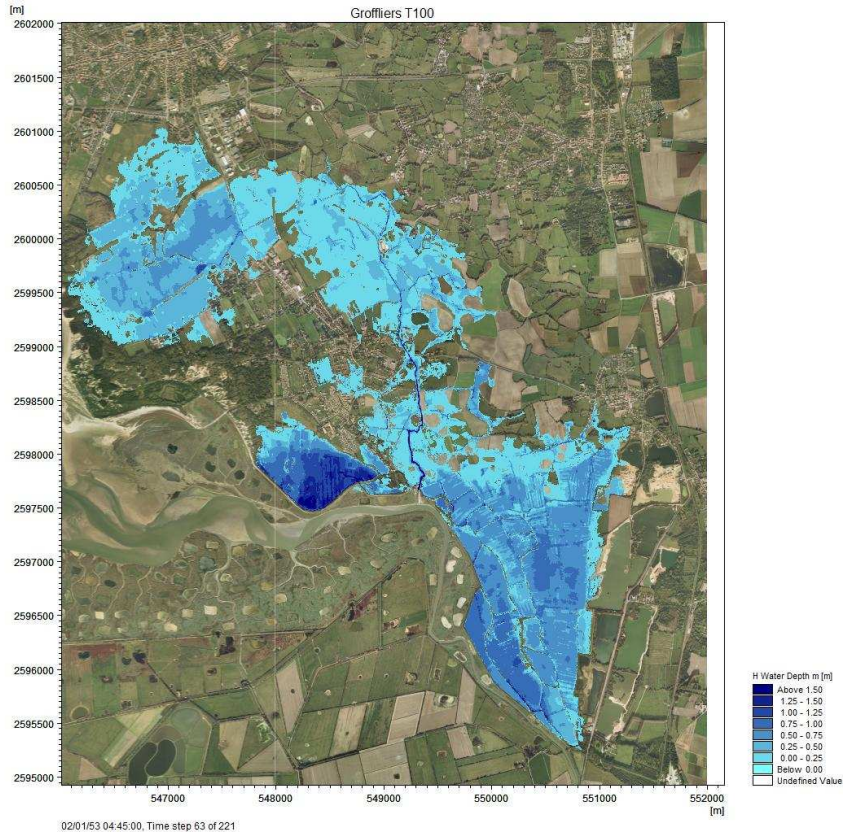 [m]
Groffliers T100
2602000
2601500
2601000
2600500
2600000
2599500
2599000
2598500
2598000
2597500
2597000
2596500
2596000
2595500
2595000
547000 548000 549000 550000 551000 552000
[m]
H Water Depth m [m]
Above 1.50
1.25 - 1.50
1.00 - 1.25
0.75 - 1.00
0.50 - 0.75
0.25 - 0.50
0.00 - 0.25
Below 0.00
Undefined Value
02/01/53 04:45:00, Time step 63 of 221